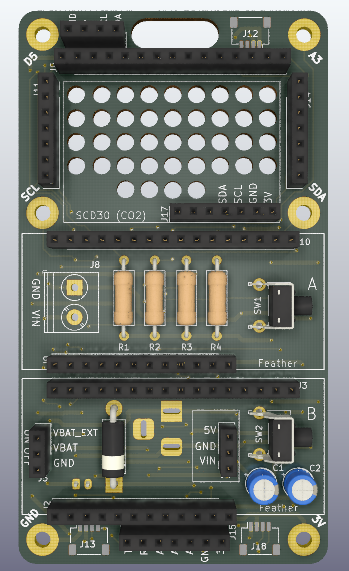 J12
D5
A3
SCL
SDA
SDA
SCL
GND
3V
SCD30 (CO2)
J17
J8
GND
VIN
A
SW1
R1
R2
R3
R4
Feather
J3
B
SW2
VBAT_EXT
VBAT
GND
5V
GND
VIN
C1
C2
Feather
GND
3V
J13
J15
J18